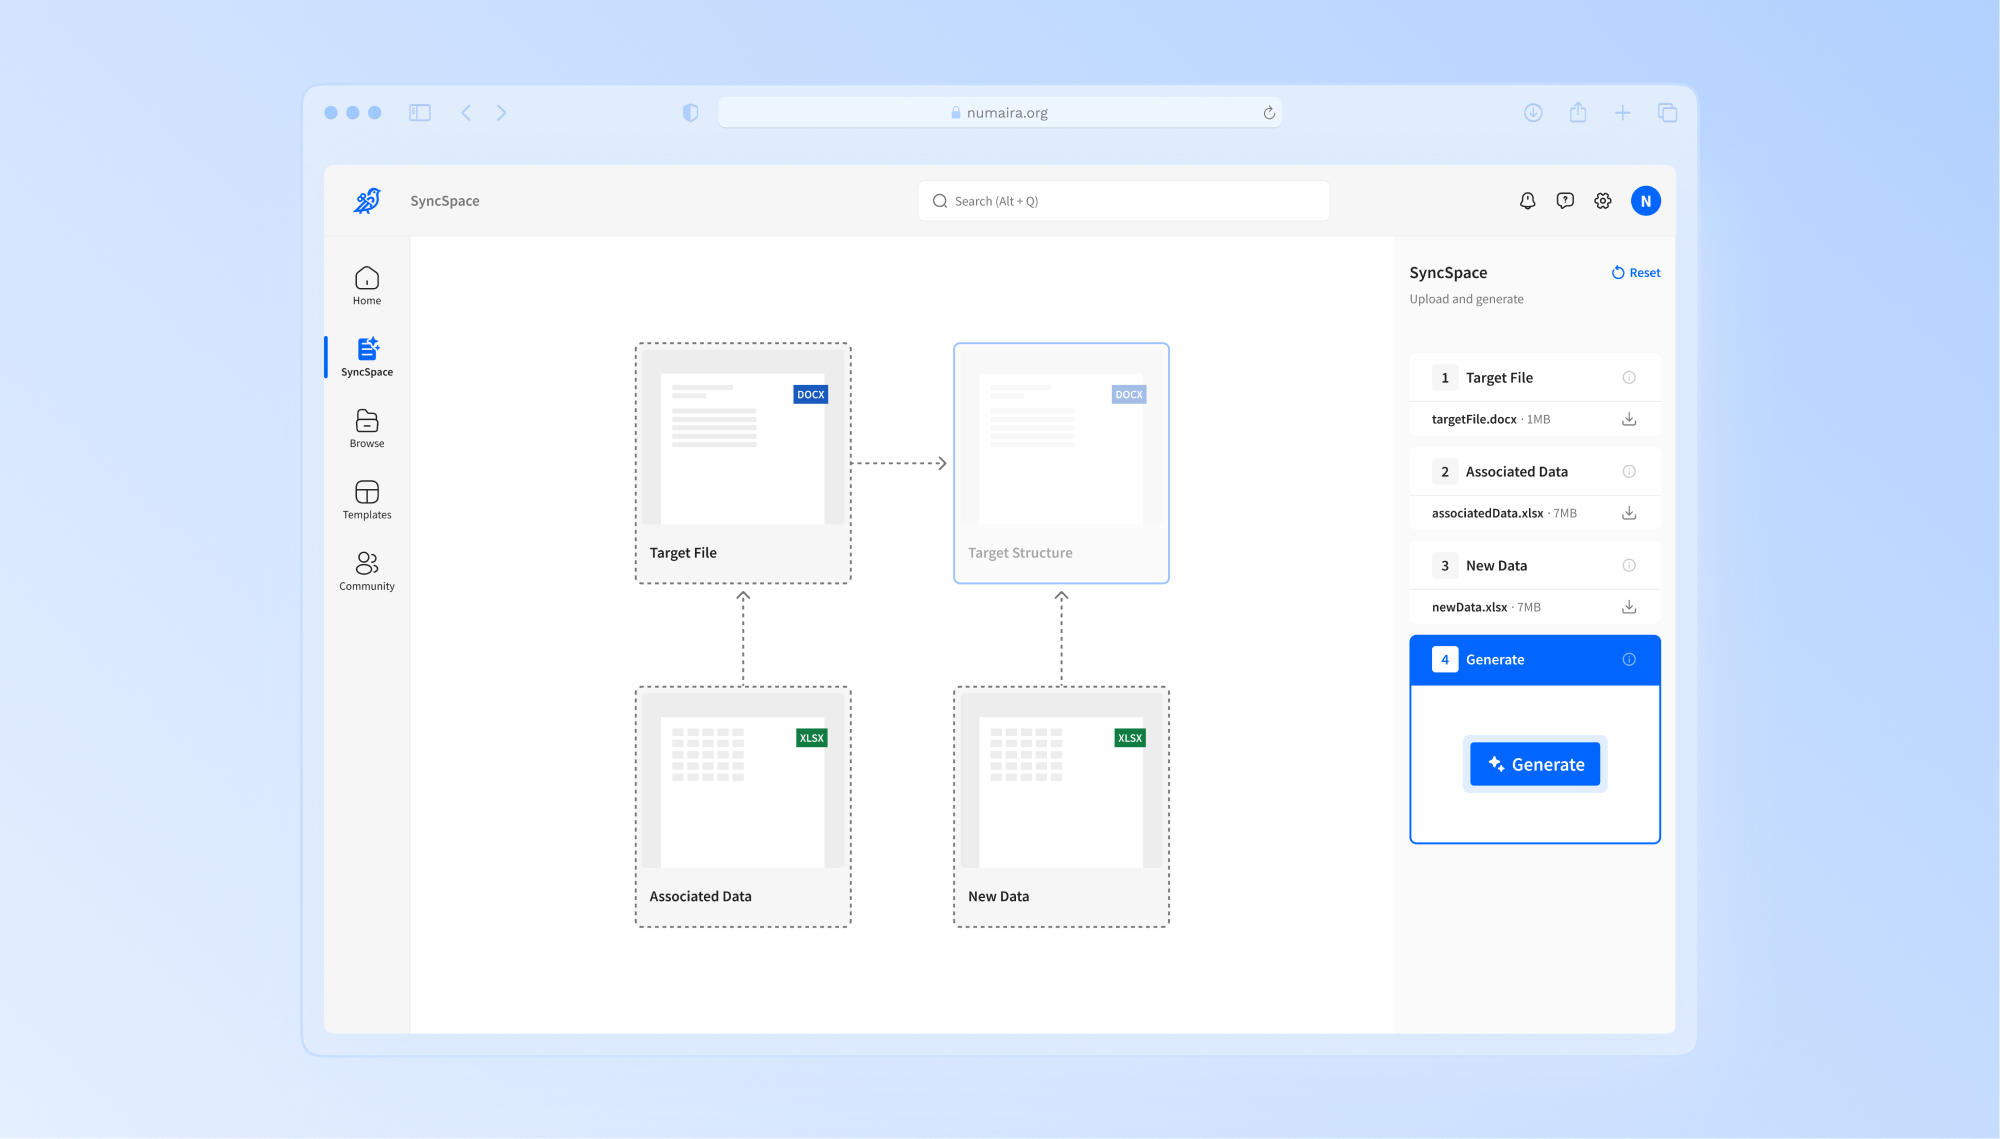 numaira.org
SyncSpace
Search (Alt + Q)
N
Home
SyncSpace
Browse
Templates
Community
DOCX
Target File
DOCX
Target Structure
XLSX
Associated Data
XLSX
New Data
SyncSpace
Reset
Upload and generate
1 Target File
targetFile.docx · 1MB
2 Associated Data
associatedData.xlsx · 7MB
3 New Data
newData.xlsx · 7MB
4 Generate
Generate